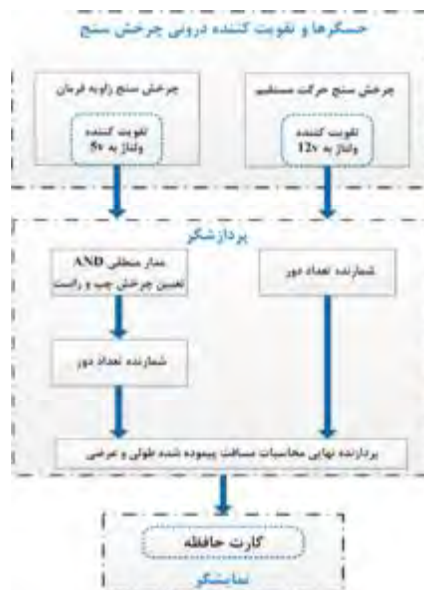 حسگرها و تقویت کننده درونی چرخش سنج
چرخش سنج حرکت مستقیم
تقویت کننده
ولتاژ به 12v
چرخش سنج زاویه فرمان
تقویت کننده
ولتاژ به 5v
پردازشگر
شمارنده تعداد دور
مدار منطقی AND
تعیین چرخش چپ و راست
شمارنده تعداد دور
پردازنده نهایی محاسبات مسافت پیموده شده طولی و عرضی
کارت حافظه
نمایشگر